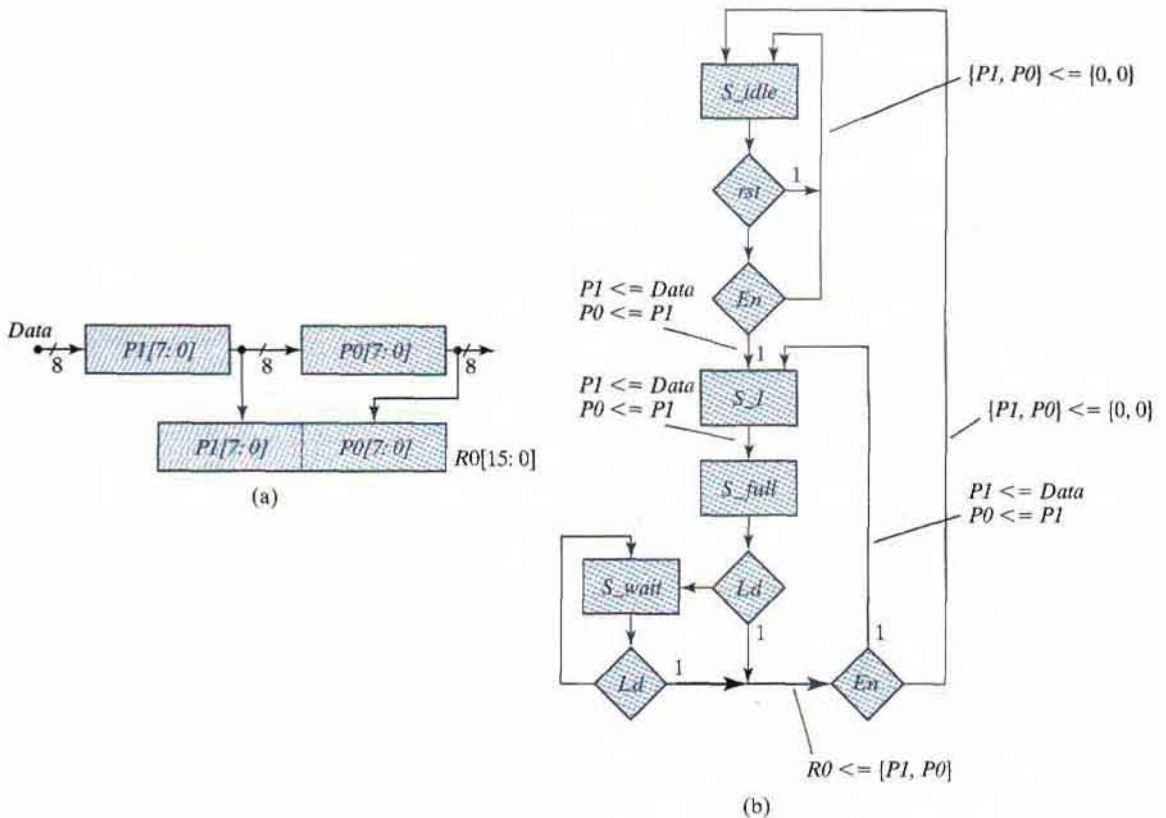 Data
8
P1[7: 0]
8
P0[7: 0]
8
P1[7: 0]
P0[7: 0]
R0[15: 0]
(a)
S_idle
{P1, P0} <= {0, 0}
rst
1
En
P1 <= Data
P0 <= P1
1
S_1
P1 <= Data
P0 <= P1
{P1, P0} <= {0, 0}
S_full
P1 <= Data
P0 <= P1
S_wait
Ld
1
1
Ld
1
En
R0 <= {P1, P0}
(b)